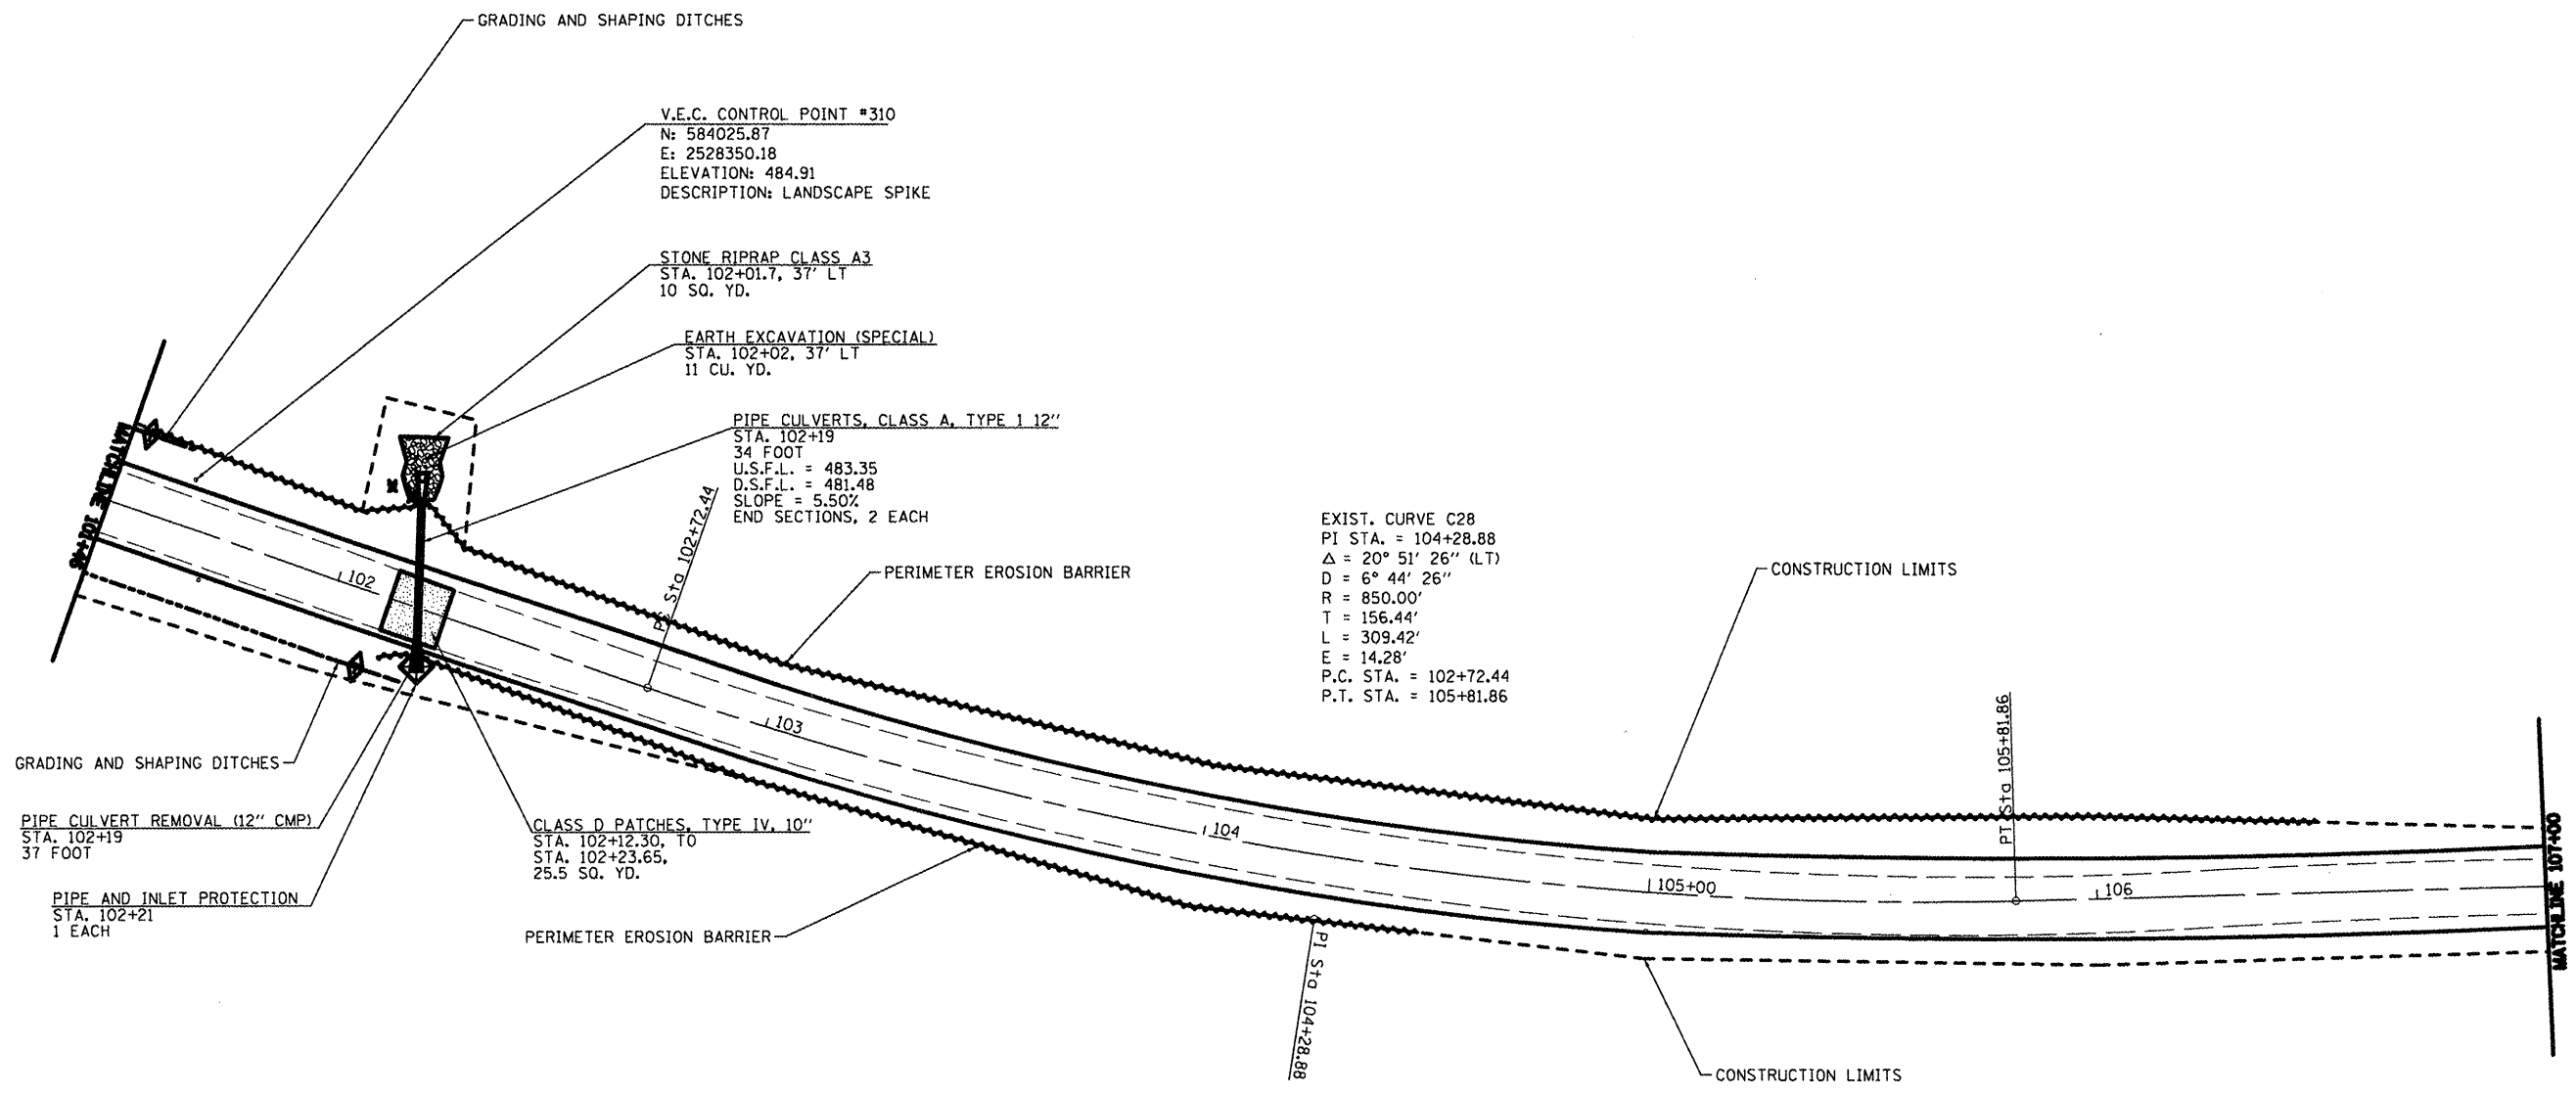 GRADING AND SHAPING DITCHES
V.E.C. CONTROL POINT #310
N: 584025.87
E: 2528350.18
ELEVATION: 484.91
DESCRIPTION: LANDSCAPE SPIKE
STONE RIPRAP CLASS A3
STA. 102+01.7, 37' LT
10 SQ. YD.
EARTH EXCAVATION (SPECIAL)
STA. 102+02, 37' LT
11 CU. YD.
PIPE CULVERTS, CLASS A, TYPE 1 12"
STA. 102+19
34 FOOT
U.S.F.L. = 483.35
D.S.F.L. = 481.48
SLOPE = 5.50%
END SECTIONS, 2 EACH
MATCHLINE 101+46
102
PC Sta 102+72.44
PERIMETER EROSION BARRIER
EXIST. CURVE C28
PI STA. = 104+28.88
Δ = 20° 51' 26" (LT)
D = 6° 44' 26"
R = 850.00'
T = 156.44'
L = 309.42'
E = 14.28'
P.C. STA. = 102+72.44
P.T. STA. = 105+81.86
CONSTRUCTION LIMITS
103
104
105+00
PT Sta 105+81.86
106
MATCHLINE 107+00
GRADING AND SHAPING DITCHES
PIPE CULVERT REMOVAL (12" CMP)
STA. 102+19
37 FOOT
PIPE AND INLET PROTECTION
STA. 102+21
1 EACH
CLASS D PATCHES, TYPE IV, 10"
STA. 102+12.30, TO
STA. 102+23.65,
25.5 SQ. YD.
PERIMETER EROSION BARRIER
PI Sta 104+28.88
CONSTRUCTION LIMITS